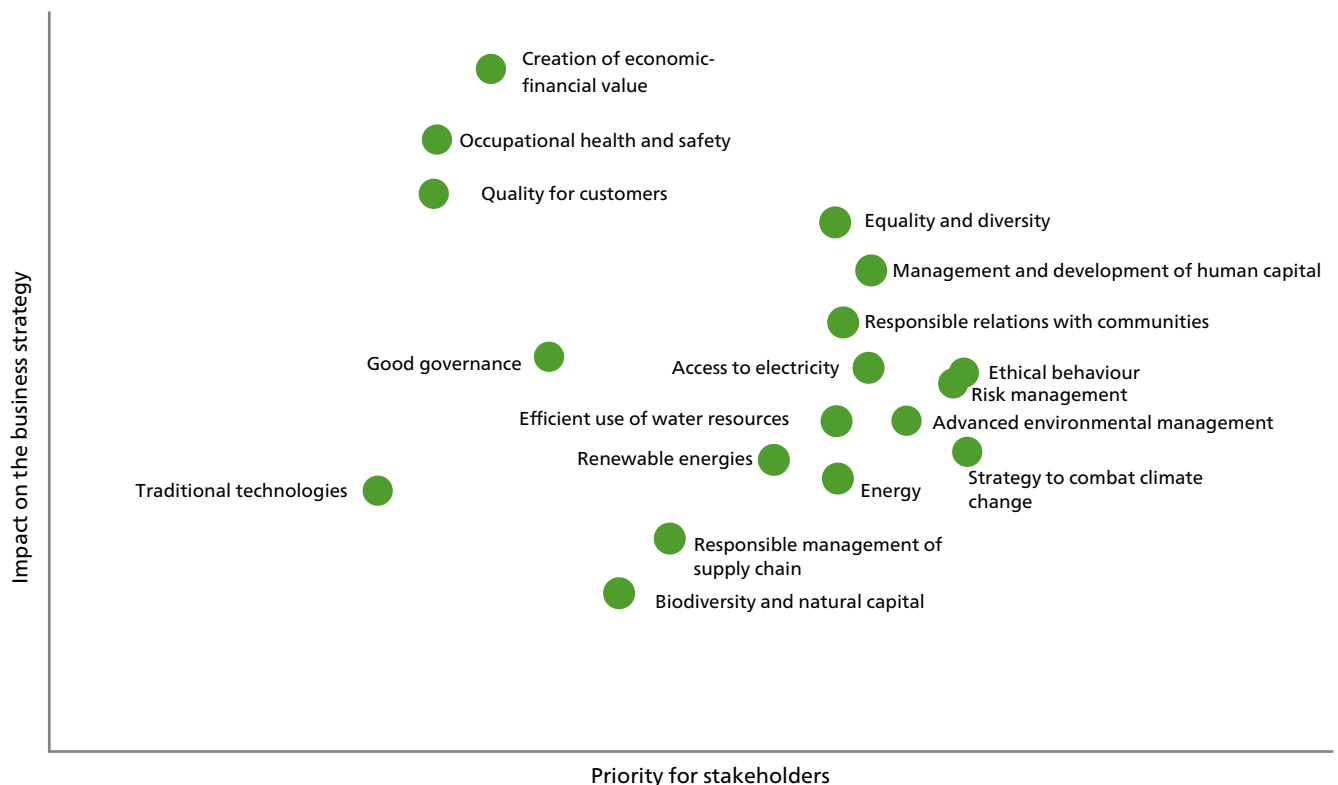 Creation of economic-
financial value
Occupational health and safety
Quality for customers
Equality and diversity
Management and development of human capital
Responsible relations with communities
Good governance
Access to electricity
Ethical behaviour
Risk management
Efficient use of water resources
Advanced environmental management
Renewable energies
Strategy to combat climate
change
Traditional technologies
Energy
Responsible management of
supply chain
Biodiversity and natural capital
Impact on the business strategy
Priority for stakeholders